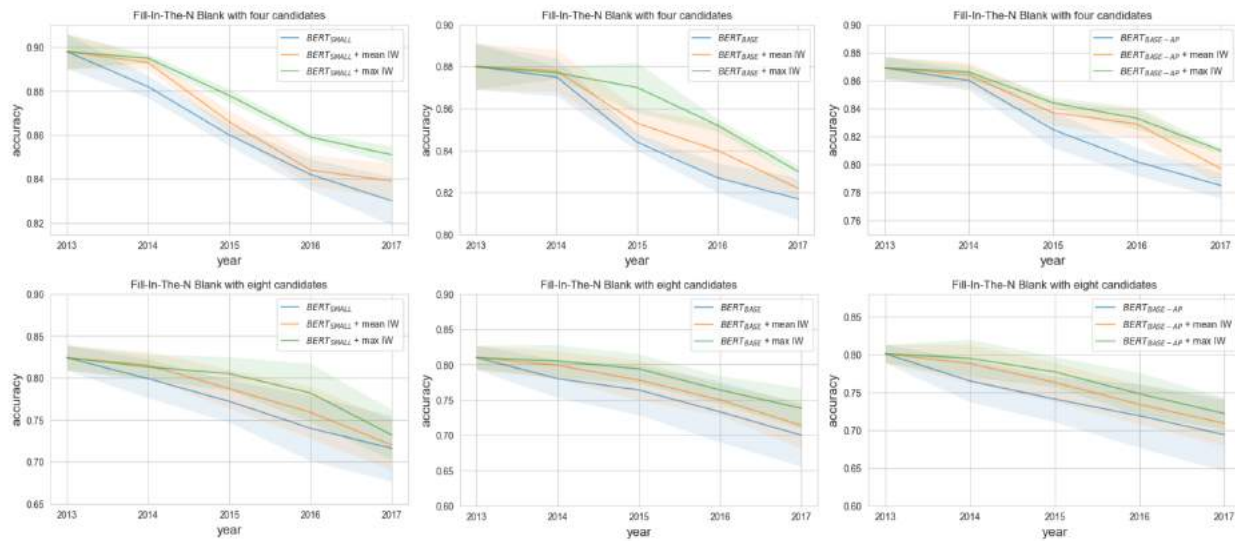 Fill-In-The-N Blank with four candidates
BERT_SMALL
BERT_SMALL + mean IW
BERT_SMALL + max IW
accuracy
0.90
0.88
0.86
0.84
0.82
2013 2014 2015 2016 2017
year
Fill-In-The-N Blank with four candidates
BERT_BASE
BERT_BASE + mean IW
BERT_BASE + max IW
accuracy
0.90
0.88
0.86
0.84
0.82
0.80
2013 2014 2015 2016 2017
year
Fill-In-The-N Blank with four candidates
BERT_BASE-AP
BERT_BASE-AP + mean IW
BERT_BASE-AP + max IW
accuracy
0.90
0.88
0.86
0.84
0.82
0.80
0.78
0.76
2013 2014 2015 2016 2017
year
Fill-In-The-N Blank with eight candidates
BERT_SMALL
BERT_SMALL + mean IW
BERT_SMALL + max IW
accuracy
0.90
0.85
0.80
0.75
0.70
0.65
2013 2014 2015 2016 2017
year
Fill-In-The-N Blank with eight candidates
BERT_BASE
BERT_BASE + mean IW
BERT_BASE + max IW
accuracy
0.90
0.85
0.80
0.75
0.70
0.65
0.60
2013 2014 2015 2016 2017
year
Fill-In-The-N Blank with eight candidates
BERT_BASE-AP
BERT_BASE-AP + mean IW
BERT_BASE-AP + max IW
accuracy
0.85
0.80
0.75
0.70
0.65
0.60
2013 2014 2015 2016 2017
year